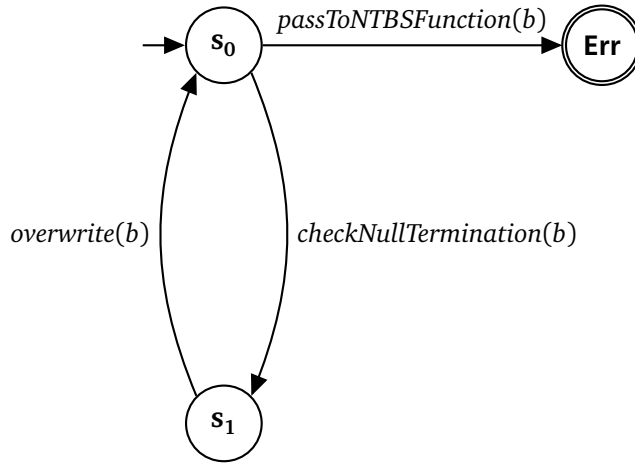 passToNTBSFunction(b)
s₀
Err
overwrite(b)
checkNullTermination(b)
s₁